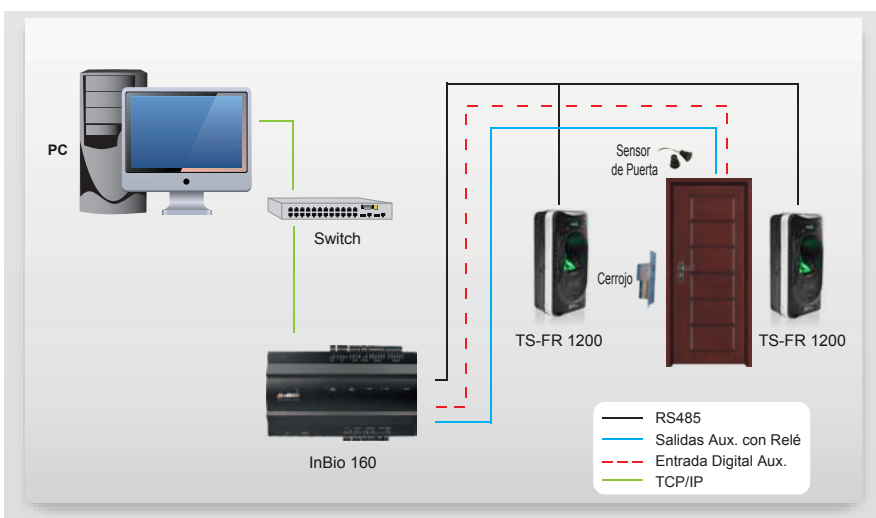 PC
Switch
Sensor
de Puerta
Cerrojo
TS-FR 1200
TS-FR 1200
InBio 160
RS485
Salidas Aux. con Relé
Entrada Digital Aux.
TCP/IP